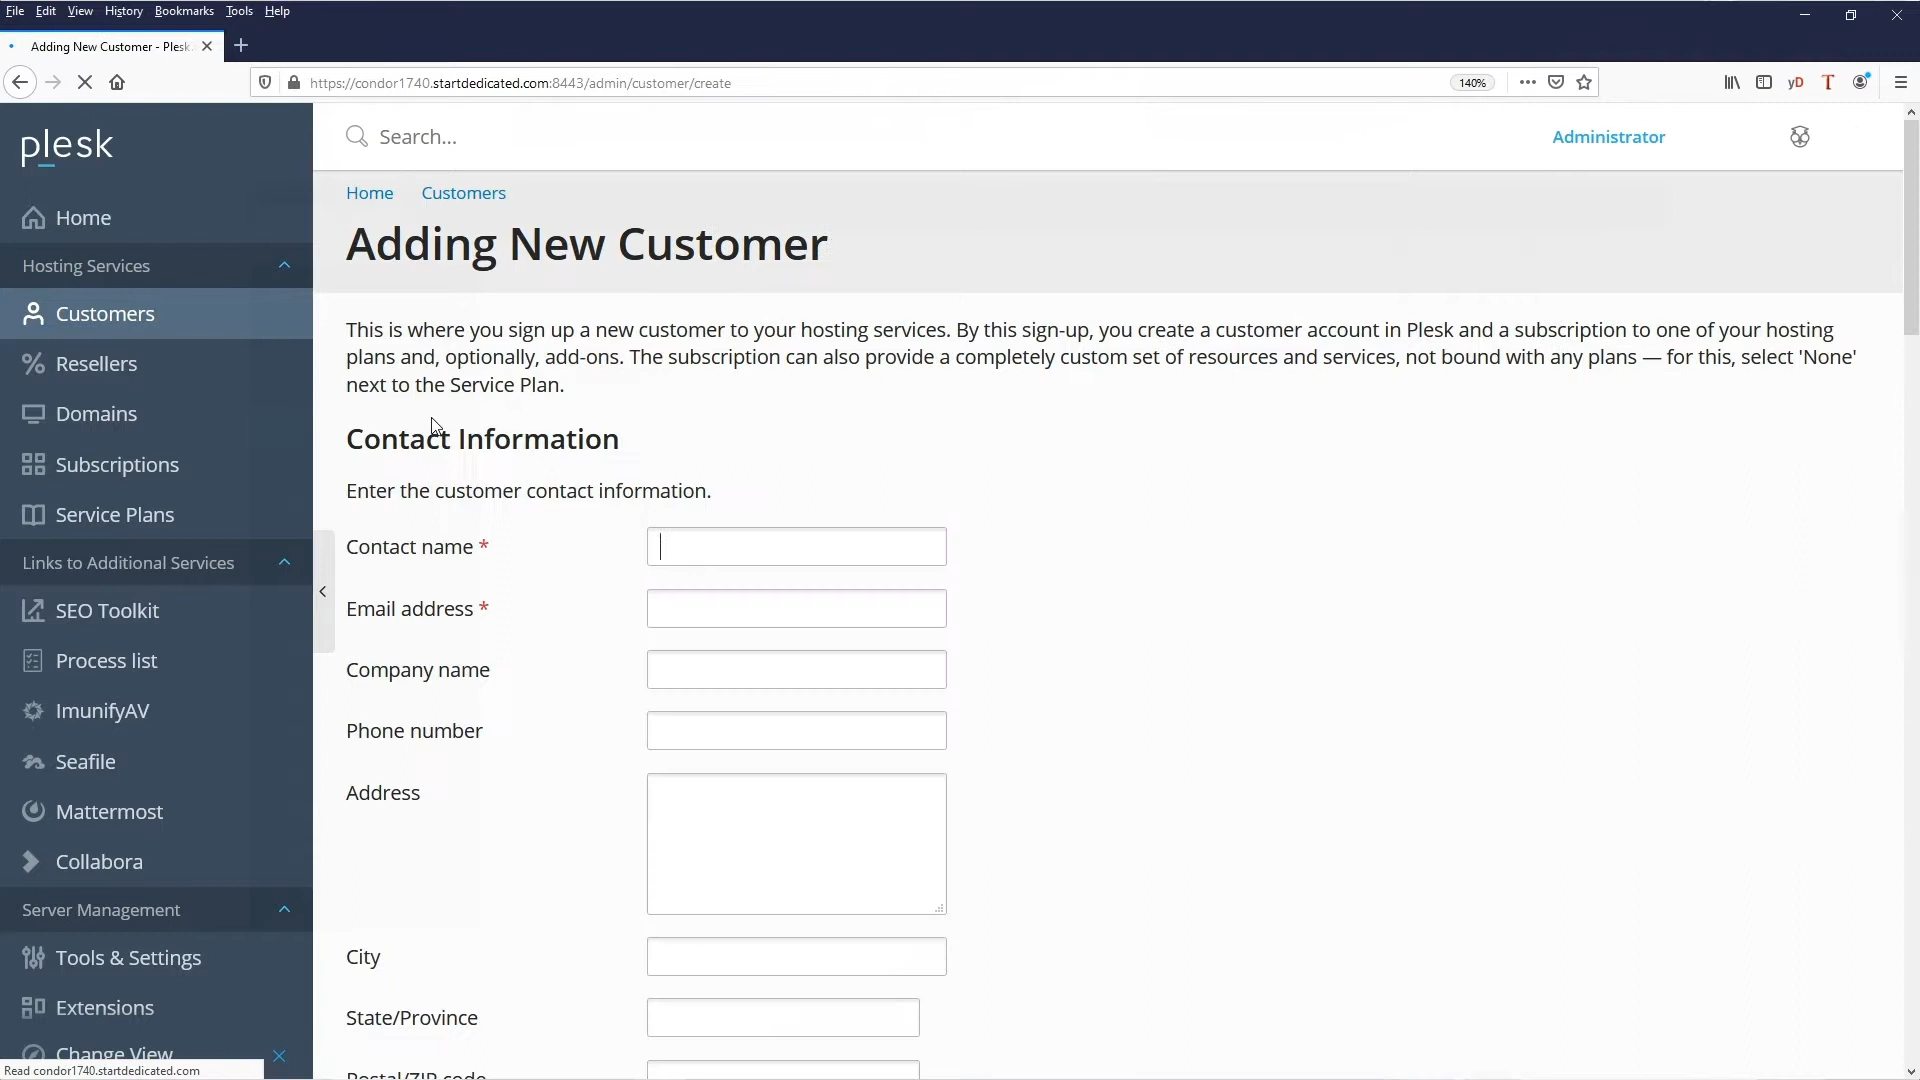 File Edit View History Bookmarks Tools Help
Adding New Customer - Plesk
https://condor1740.startdedicated.com:8443/admin/customer/create
140%
yD
T
plesk
Search...
Administrator
Home
Hosting Services
Customers
Resellers
Domains
Subscriptions
Service Plans
Links to Additional Services
SEO Toolkit
Process list
ImunifyAV
Seafile
Mattermost
Collabora
Server Management
Tools & Settings
Extensions
Change View
Read condor1740.startdedicated.com
Home Customers
Adding New Customer
This is where you sign up a new customer to your hosting services. By this sign-up, you create a customer account in Plesk and a subscription to one of your hosting
plans and, optionally, add-ons. The subscription can also provide a completely custom set of resources and services, not bound with any plans — for this, select 'None'
next to the Service Plan.
Contact Information
Enter the customer contact information.
Contact name *
Email address *
Company name
Phone number
Address
City
State/Province
Postal/ZIP code